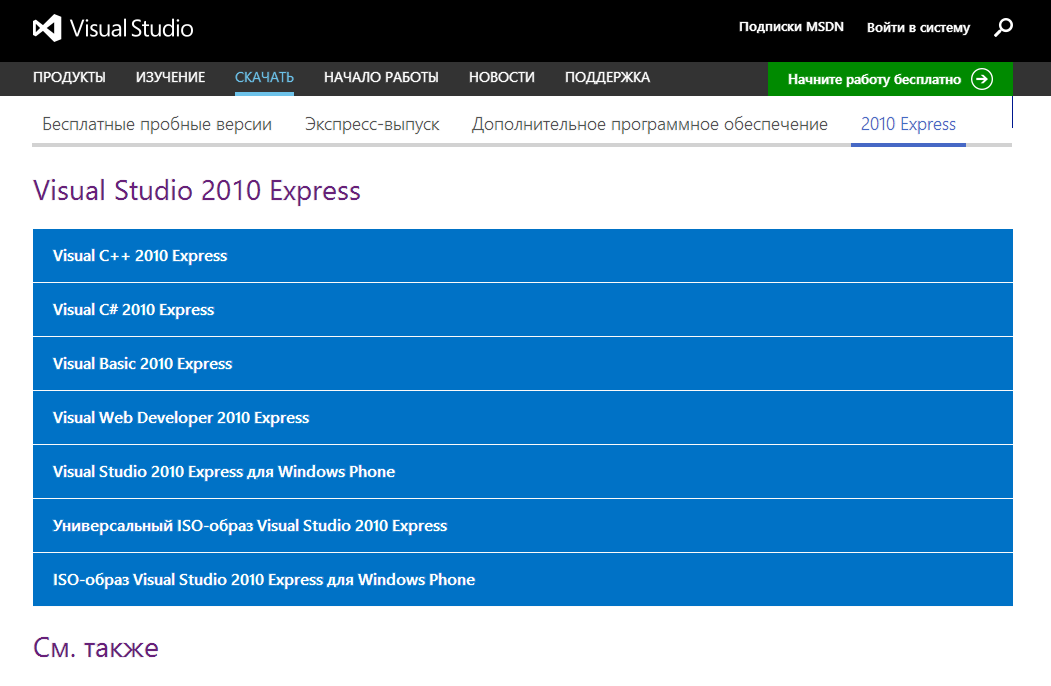 Visual Studio
Подписки MSDN Войти в систему
ПРОДУКТЫ ИЗУЧЕНИЕ СКАЧАТЬ НАЧАЛО РАБОТЫ НОВОСТИ ПОДДЕРЖКА Начните работу бесплатно
Бесплатные пробные версии Экспресс-выпуск Дополнительное программное обеспечение 2010 Express
Visual Studio 2010 Express
Visual C++ 2010 Express
Visual C# 2010 Express
Visual Basic 2010 Express
Visual Web Developer 2010 Express
Visual Studio 2010 Express для Windows Phone
Универсальный ISO-образ Visual Studio 2010 Express
ISO-образ Visual Studio 2010 Express для Windows Phone
См. также